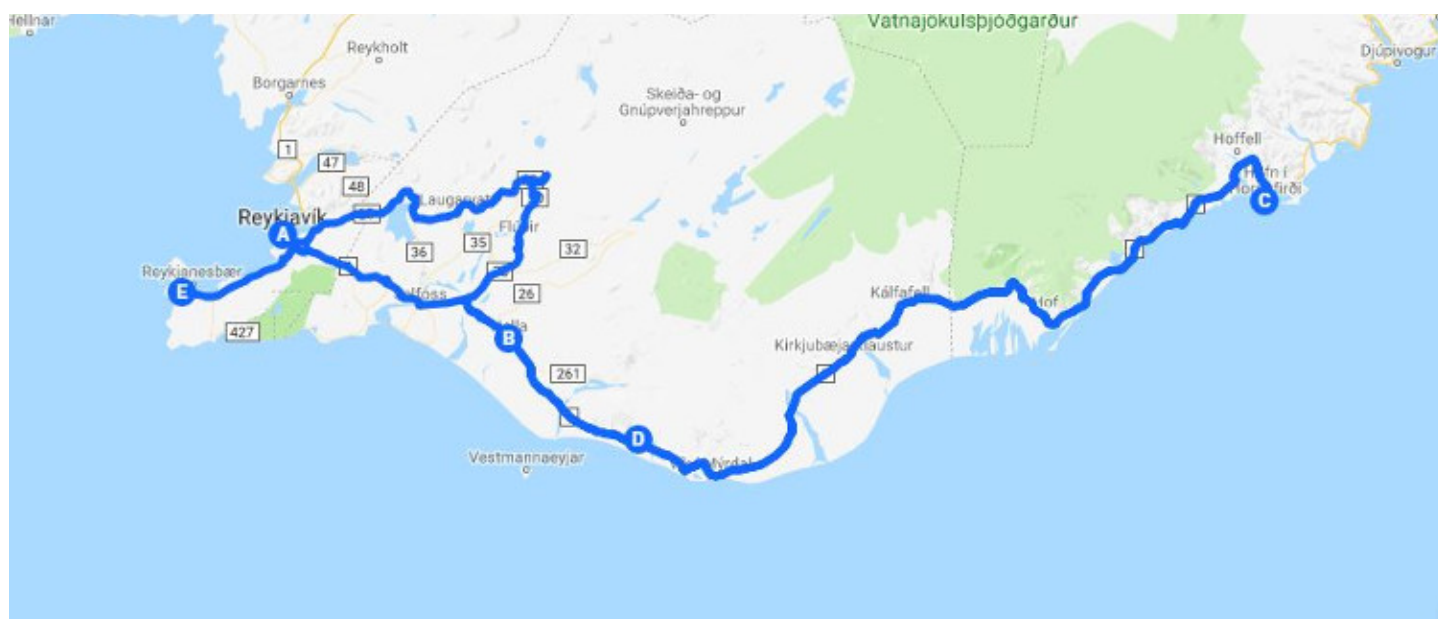 Hellnar
Vatnajökulsþjóðgarður
Reykholt
Djúpivogur
Borgarnes
Skeiða- og
Gnúpverjahreppur
1
47
48
Hoffell
Reykjavík
A
C
36
35
32
Reykjanesbær
E
26
427
B
Kálfafell
Hof
261
D
Vestmannaeyjar